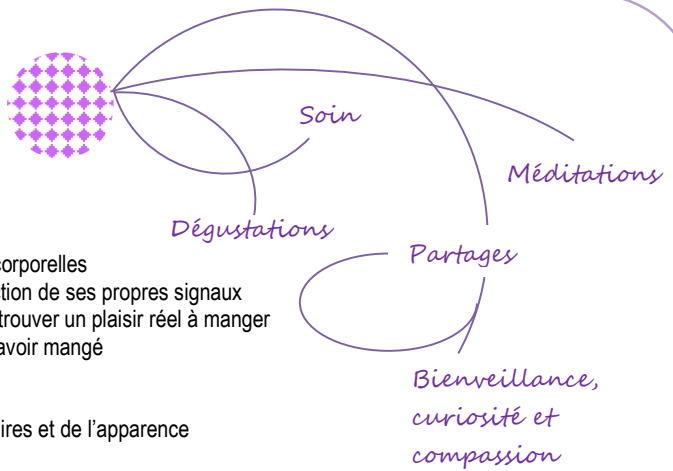 Soin
Méditations
Dégustations
Partages
corporelles
tion de ses propres signaux
trouver un plaisir réel à manger
avoir mangé
ires et de l'apparence
Bienveillance,
curiosité et
compassion